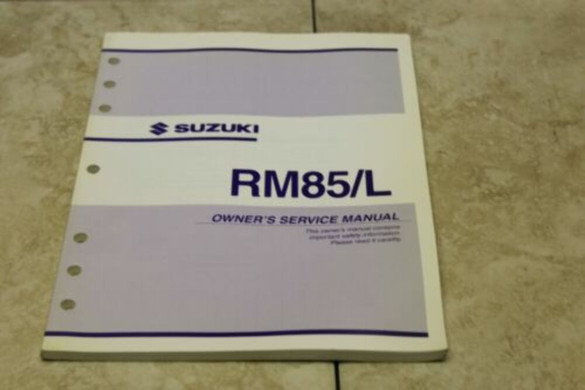 SUZUKI
RM85/L
OWNER'S SERVICE MANUAL
This owner's manual contains
important safety information.
Please read it carefully.